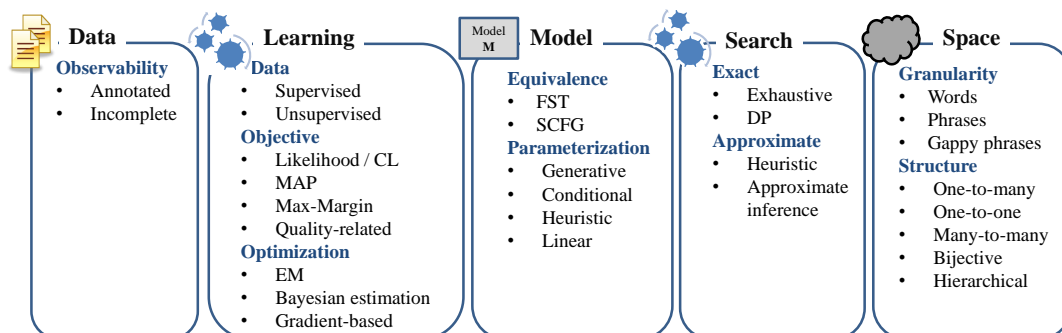 Data
Observability
• Annotated
• Incomplete
Learning
Data
• Supervised
• Unsupervised
Objective
• Likelihood / CL
• MAP
• Max-Margin
• Quality-related
Optimization
• EM
• Bayesian estimation
• Gradient-based
Model
M
Model
Equivalence
• FST
• SCFG
Parameterization
• Generative
• Conditional
• Heuristic
• Linear
Search
Exact
• Exhaustive
• DP
Approximate
• Heuristic
• Approximate
inference
Space
Granularity
• Words
• Phrases
• Gappy phrases
Structure
• One-to-many
• One-to-one
• Many-to-many
• Bijective
• Hierarchical